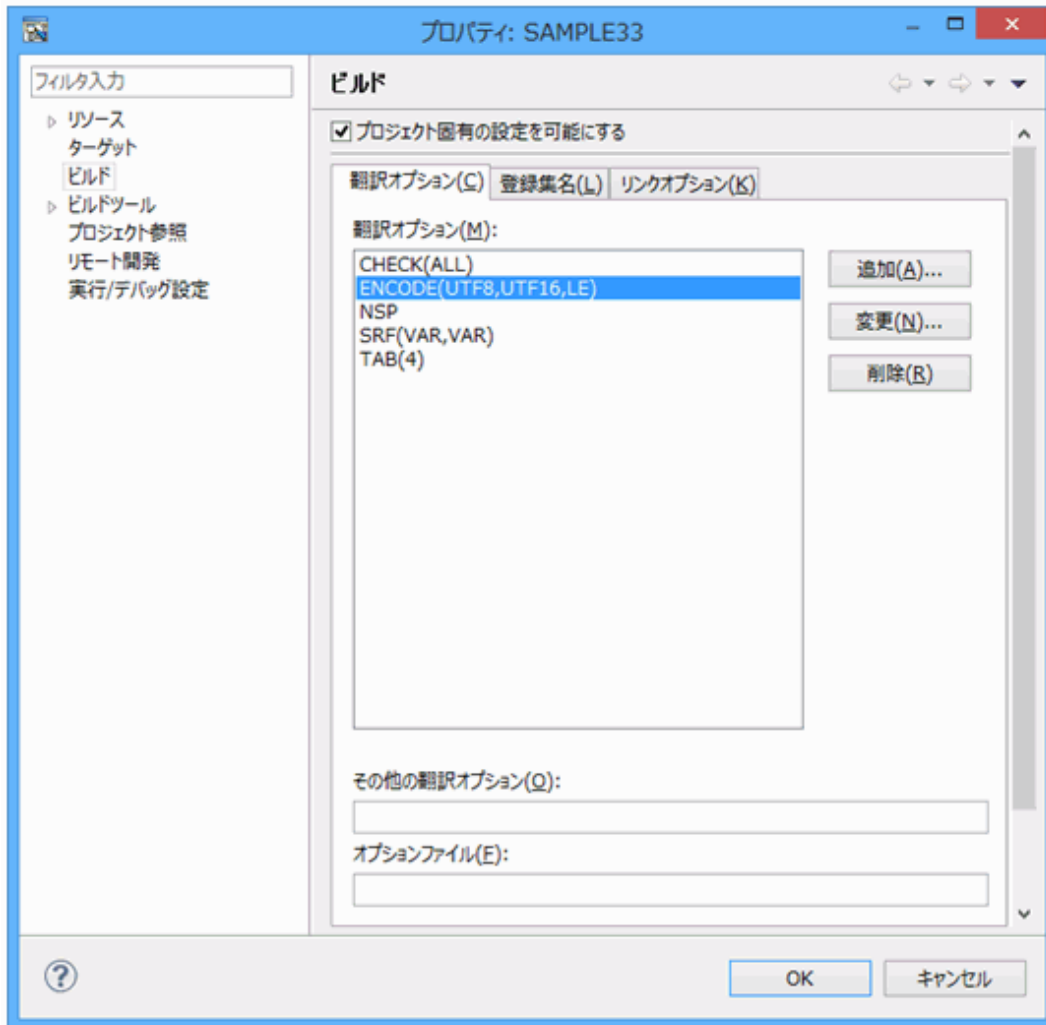 プロパティ: SAMPLE33
フィルタ入力
リソース
ターゲット
ビルド
ビルドツール
プロジェクト参照
リモート開発
実行/デバッグ設定
ビルド
プロジェクト固有の設定を可能にする
翻訳オプション(C) 登録集名(L) リンクオプション(K)
翻訳オプション(M):
CHECK(ALL)
ENCODE(UTF8,UTF16,LE)
NSP
SRF(VAR,VAR)
TAB(4)
追加(A)...
変更(N)...
削除(R)
その他の翻訳オプション(O):
オプションファイル(F):
?
OK キャンセル